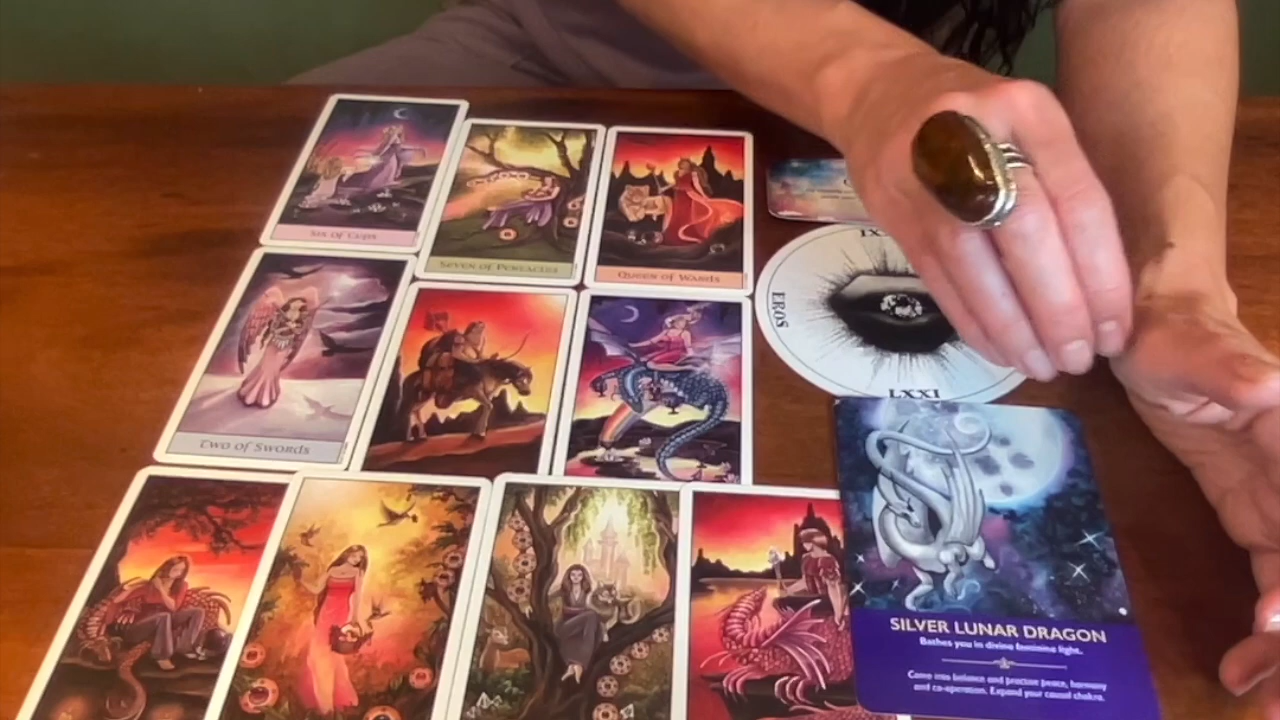 Six of Cups
Seven of Pentacles
Queen of Wands
IX
EROS
LXXI
Two of Swords
SILVER LUNAR DRAGON
Bathes you in divine feminine light.
Come into balance and practise peace, harmony
and co-operation. Expand your causal chakra.